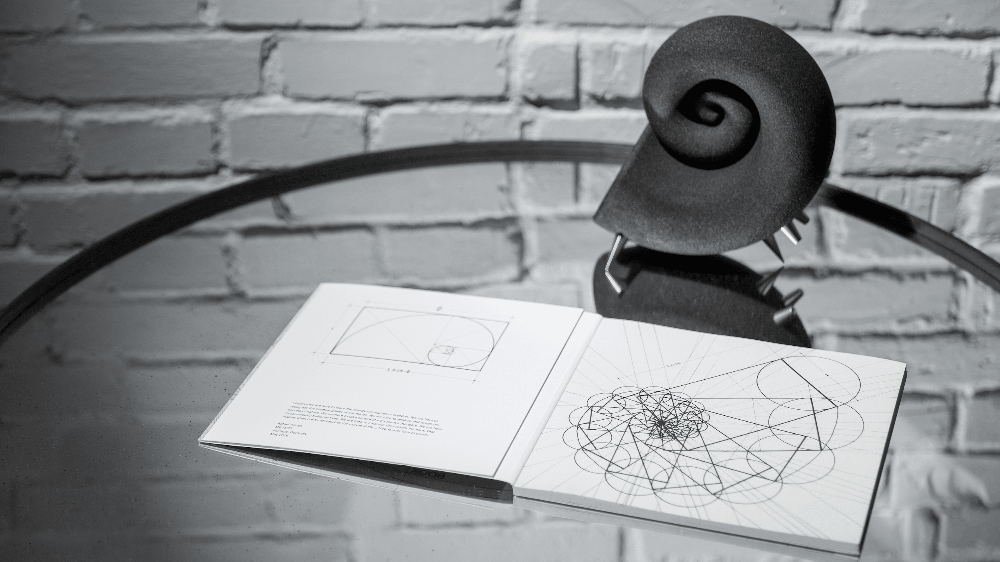 1.618-Φ
I believe we are here to learn the energy mechanics of creation. We are here to
recognize the creative power of our minds. We are here to explore and reveal the
secrets of nature. We are here to take control of our creative thoughts. We are here
to consciously build our lives. We are here to embrace the present moment. That
instant when our brush touches the canvas of life... Now is your time to create.
Rafael Araujo
ME FECIT
Freiburg, Germany
May 2016
1.618
1
BOOK